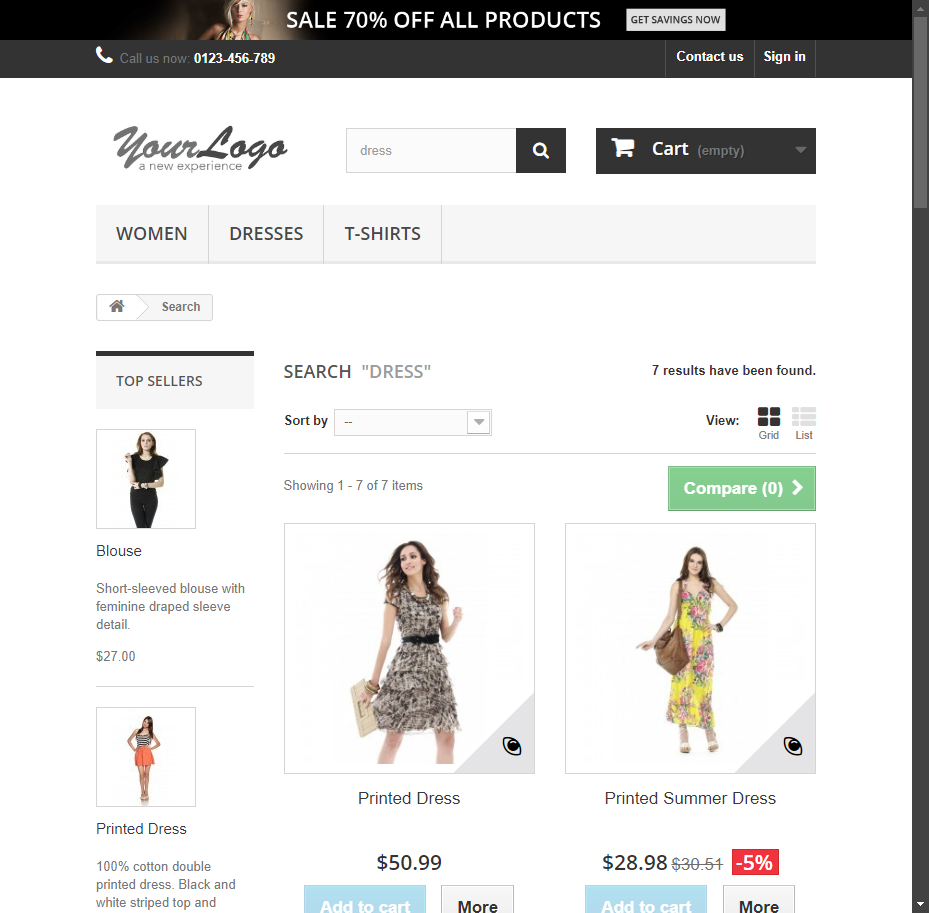 SALE 70% OFF ALL PRODUCTS GET SAVINGS NOW
Call us now: 0123-456-789 Contact us Sign in
YourLogo
a new experience
dress
Cart (empty)
WOMEN DRESSES T-SHIRTS
Search
TOP SELLERS
Blouse
Short-sleeved blouse with
feminine draped sleeve
detail.
$27.00
Printed Dress
100% cotton double
printed dress. Black and
white striped top and
SEARCH "DRESS" 7 results have been found.
Sort by -- View: Grid List
Showing 1 - 7 of 7 items Compare (0)
Printed Dress
$50.99
Add to cart More
Printed Summer Dress
$28.98 $30.51 -5%
Add to cart More